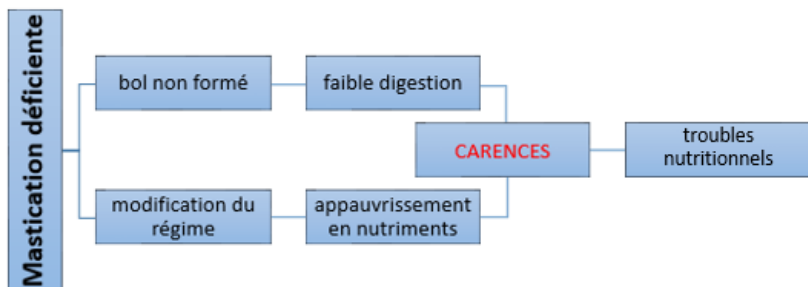 Mastication déficiente
bol non formé
faible digestion
CARENCES
troubles
nutritionnels
modification du
régime
appauvrissement
en nutriments